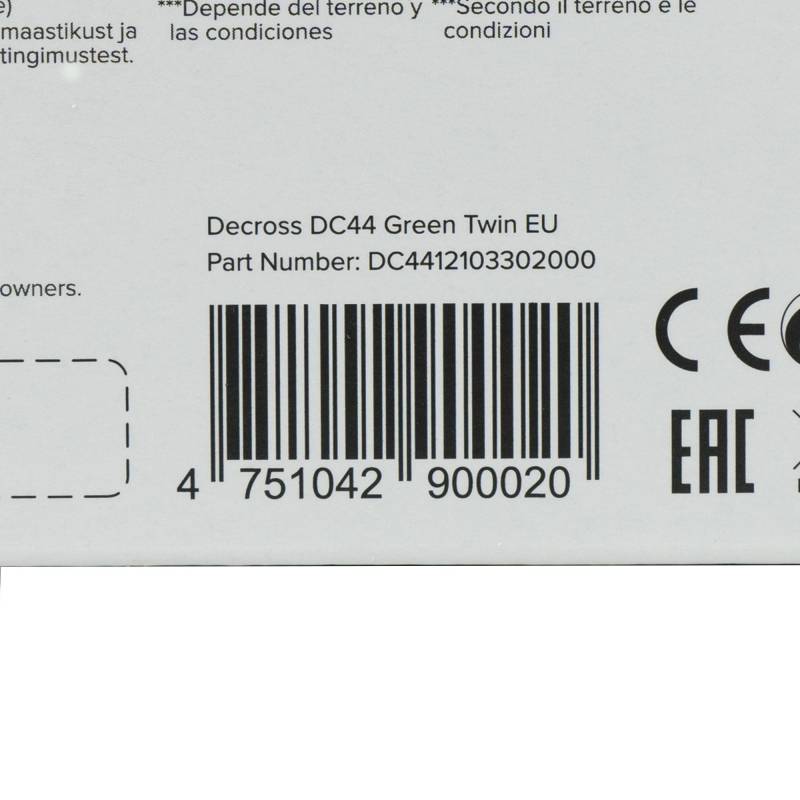 e)
maastikust ja
tingimustest.
***Depende del terreno y
las condiciones
***Secondo il terreno e le
condizioni
owners.
Decross DC44 Green Twin EU
Part Number: DC4412103302000
4 751042 900020
CE
EAC